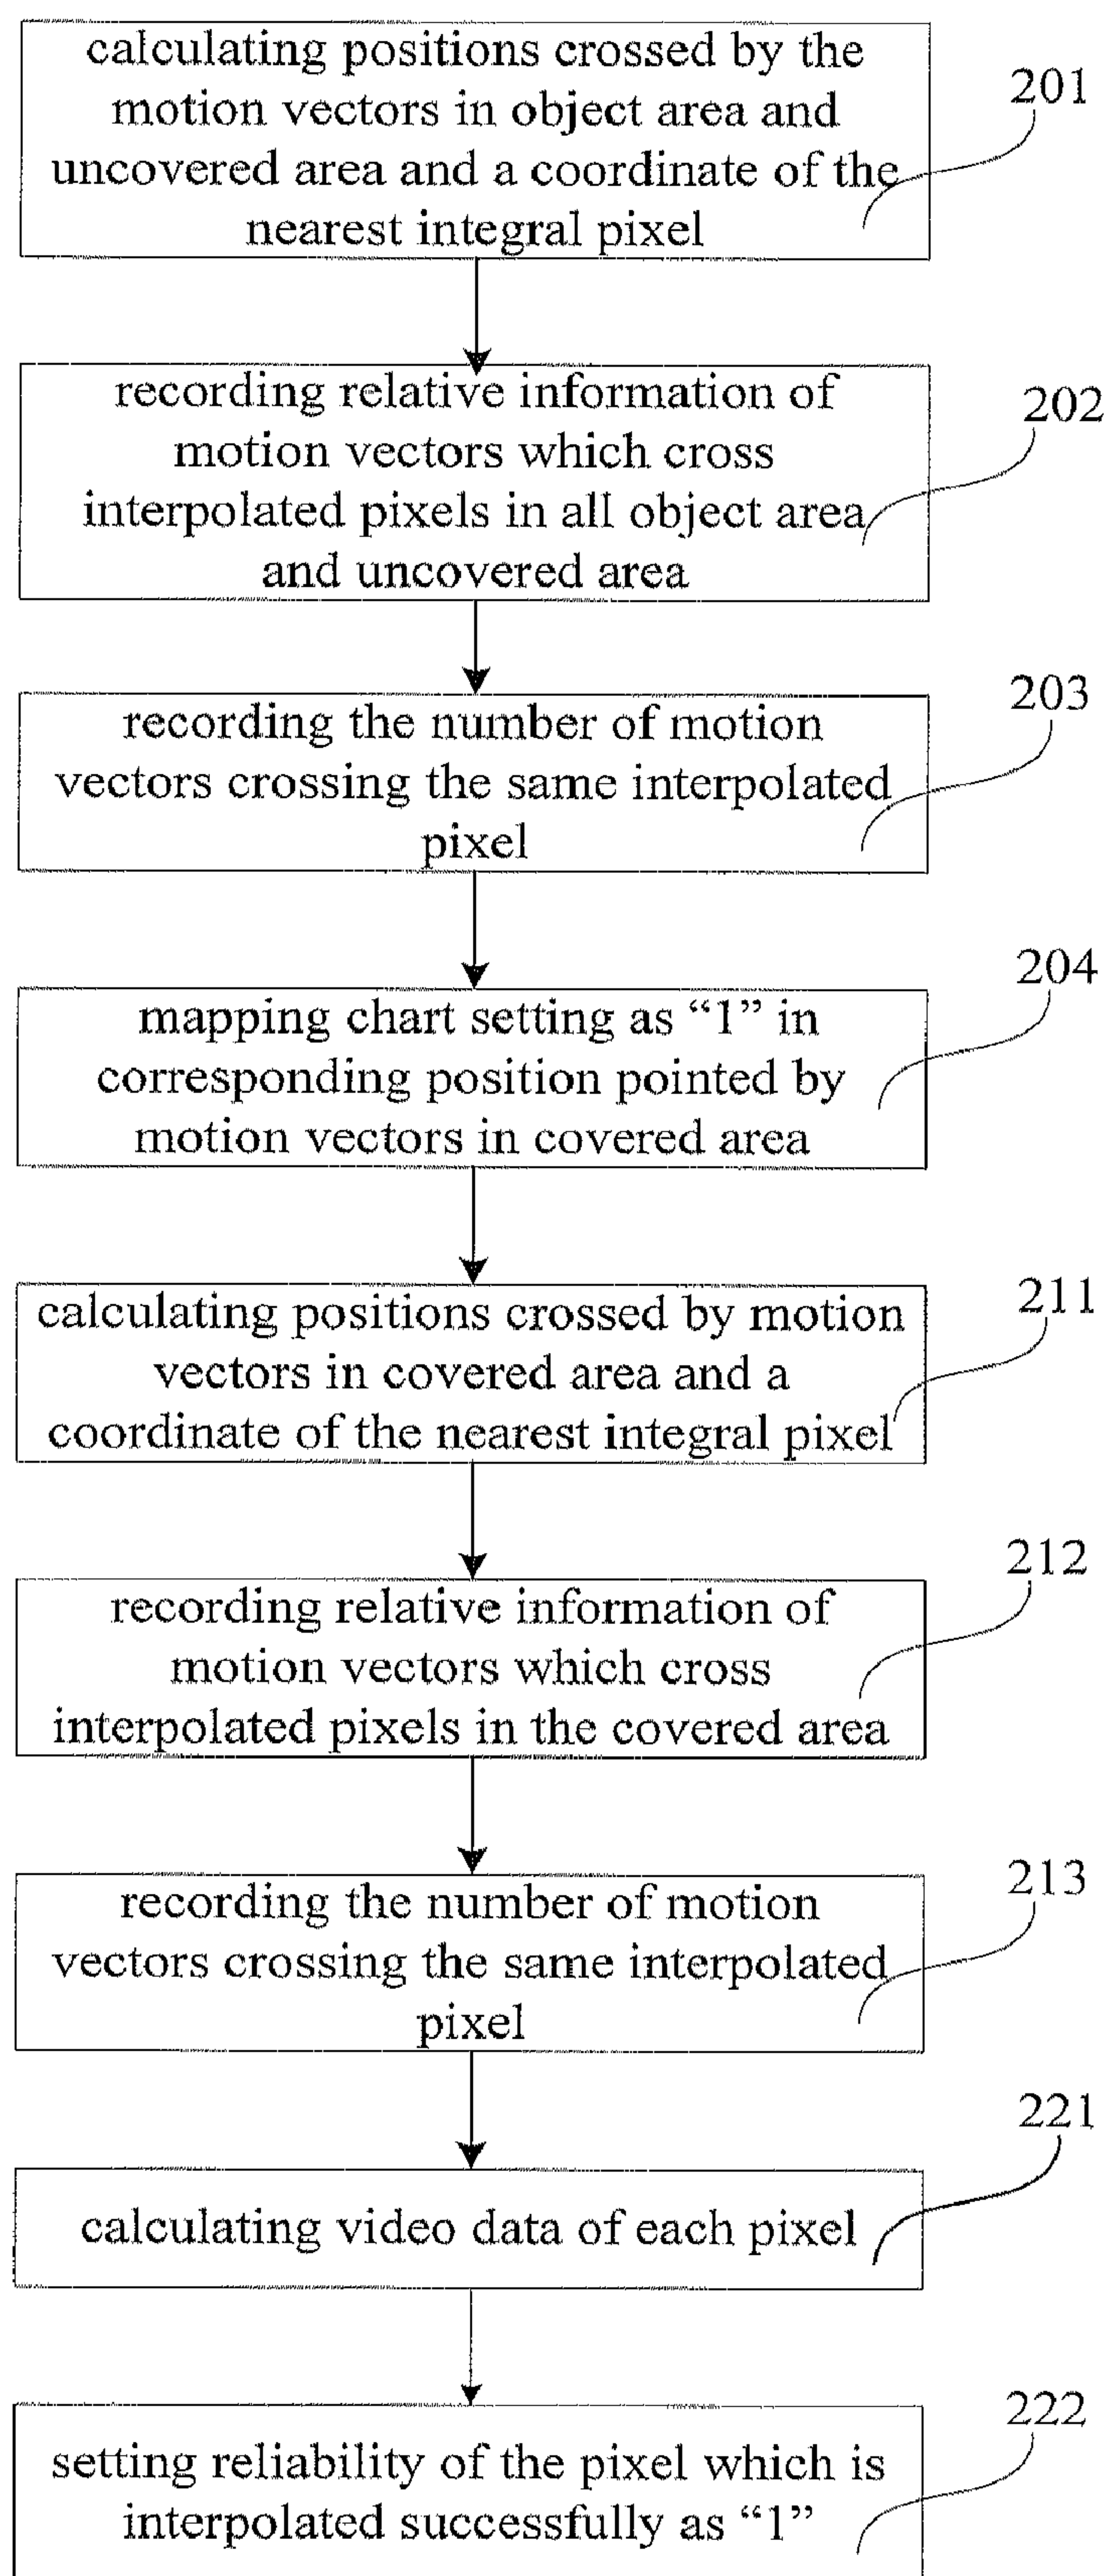 calculating positions crossed by the
motion vectors in object area and
uncovered area and a coordinate of the
nearest integral pixel
201
recording relative information of
motion vectors which cross
interpolated pixels in all object area
and uncovered area
202
recording the number of motion
vectors crossing the same interpolated
pixel
203
mapping chart setting as “1” in
corresponding position pointed by
motion vectors in covered area
204
calculating positions crossed by motion
vectors in covered area and a
coordinate of the nearest integral pixel
211
recording relative information of
motion vectors which cross
interpolated pixels in the covered area
212
recording the number of motion
vectors crossing the same interpolated
pixel
213
calculating video data of each pixel
221
setting reliability of the pixel which is
interpolated successfully as “1”
222